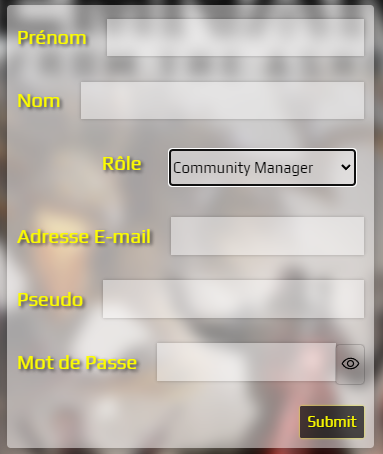 Prénom
Nom
Rôle Community Manager
Adresse E-mail
Pseudo
Mot de Passe
Submit